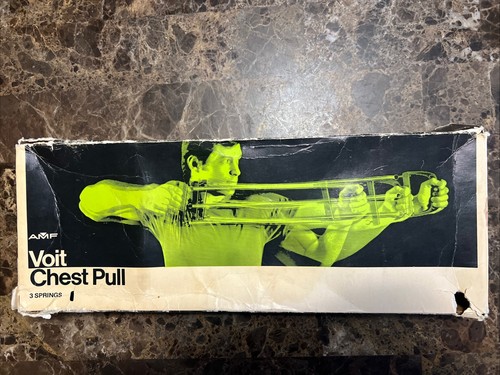 AMF
Voit
Chest Pull
3 SPRINGS